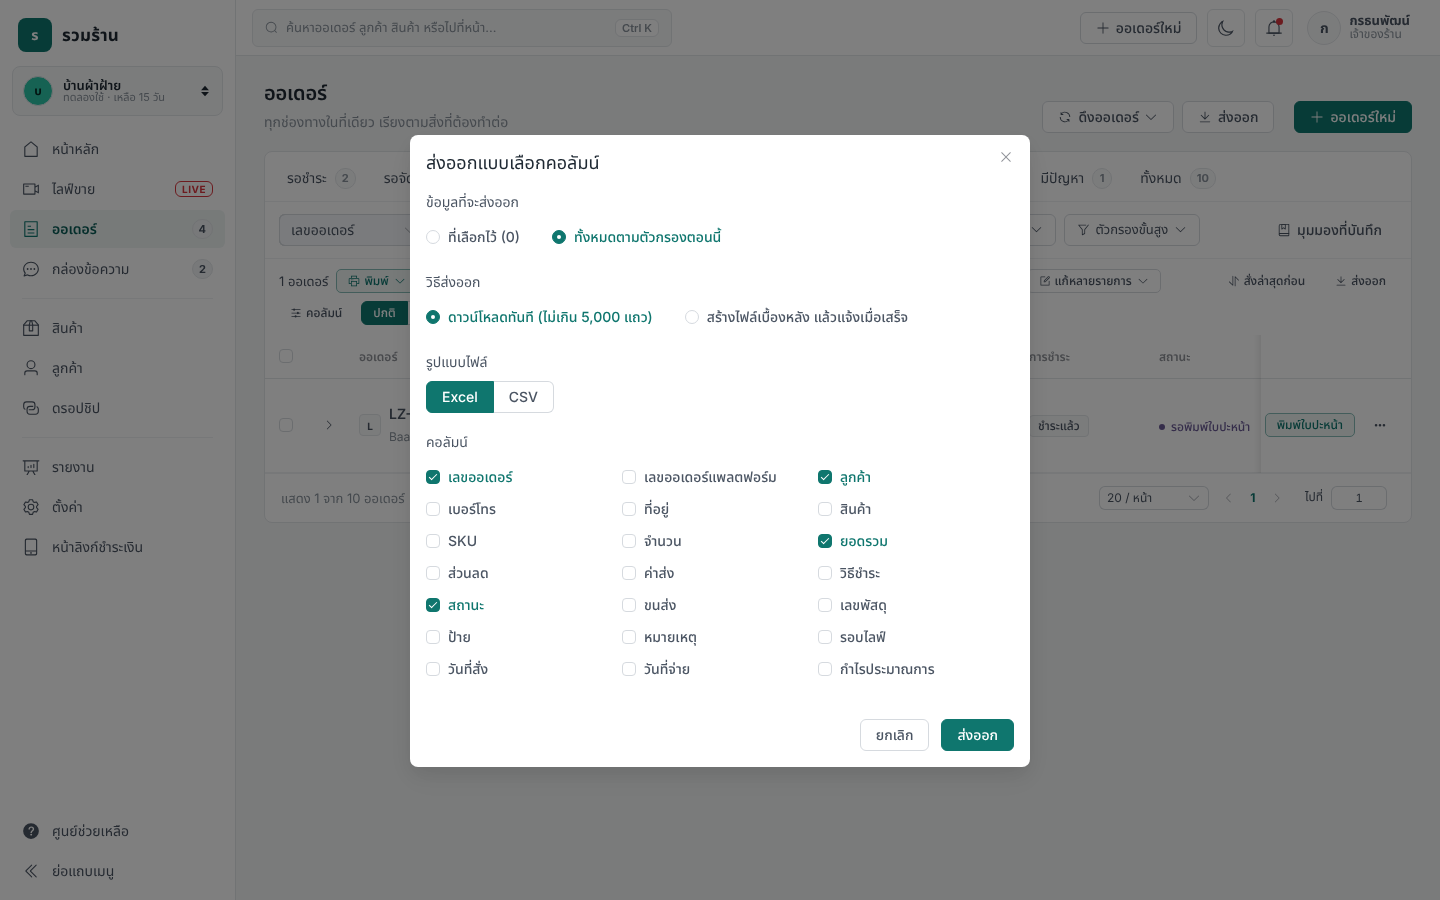 ร รวมร้าน
ค้นหาออเดอร์ ลูกค้า สินค้า หรือไปที่หน้า... Ctrl K
ออเดอร์ใหม่
ก กรธนพัฒน์
เจ้าของร้าน
บ บ้านผ้าฝ้าย
ทดลองใช้ · เหลือ 15 วัน
หน้าหลัก
ไลฟ์ขาย LIVE
ออเดอร์ 4
กล่องข้อความ 2
สินค้า
ลูกค้า
ดรอปชิป
รายงาน
ตั้งค่า
หน้าลิงก์ชำระเงิน
ศูนย์ช่วยเหลือ
ย่อแถบเมนู
ออเดอร์
ทุกช่องทางในที่เดียว เรียงตามสิ่งที่ต้องทำต่อ
ดึงออเดอร์ ส่งออก ออเดอร์ใหม่
รอชำระ 2 มีปัญหา 1 ทั้งหมด 10
เลขออเดอร์ ตัวกรองขั้นสูง มุมมองที่บันทึก
1 ออเดอร์ พิมพ์ แก้หลายรายการ สั่งล่าสุดก่อน ส่งออก
คอลัมน์ ปกติ
ออเดอร์ สถานะ
L LZ- ชำระแล้ว รอพิมพ์ใบปะหน้า พิมพ์ใบปะหน้า
แสดง 1 จาก 10 ออเดอร์ 20 / หน้า 1 ไปที่ 1
ส่งออกแบบเลือกคอลัมน์
ข้อมูลที่จะส่งออก
ที่เลือกไว้ (0) ทั้งหมดตามตัวกรองตอนนี้
วิธีส่งออก
ดาวน์โหลดทันที (ไม่เกิน 5,000 แถว) สร้างไฟล์เบื้องหลัง แล้วแจ้งเมื่อเสร็จ
รูปแบบไฟล์
Excel CSV
คอลัมน์
เลขออเดอร์ เลขออเดอร์แพลตฟอร์ม ลูกค้า
เบอร์โทร ที่อยู่ สินค้า
SKU จำนวน ยอดรวม
ส่วนลด ค่าส่ง วิธีชำระ
สถานะ ขนส่ง เลขพัสดุ
ป้าย หมายเหตุ รอบไลฟ์
วันที่สั่ง วันที่จ่าย กำไรประมาณการ
ยกเลิก ส่งออก